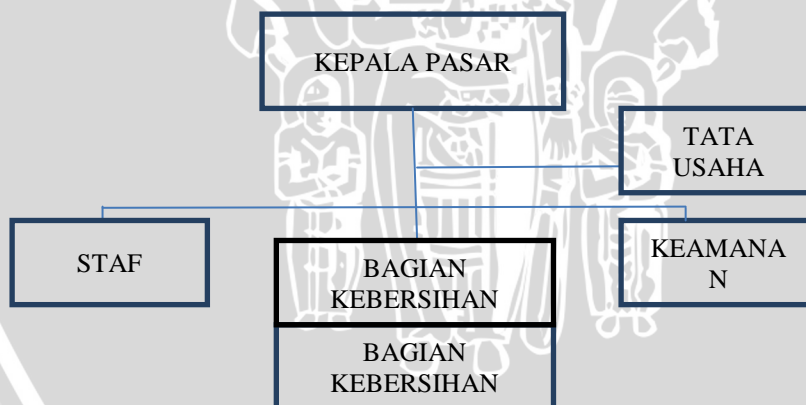 KEPALA PASAR
TATA
USAHA
STAF
BAGIAN
KEBERSIHAN
KEAMANA
N
BAGIAN
KEBERSIHAN